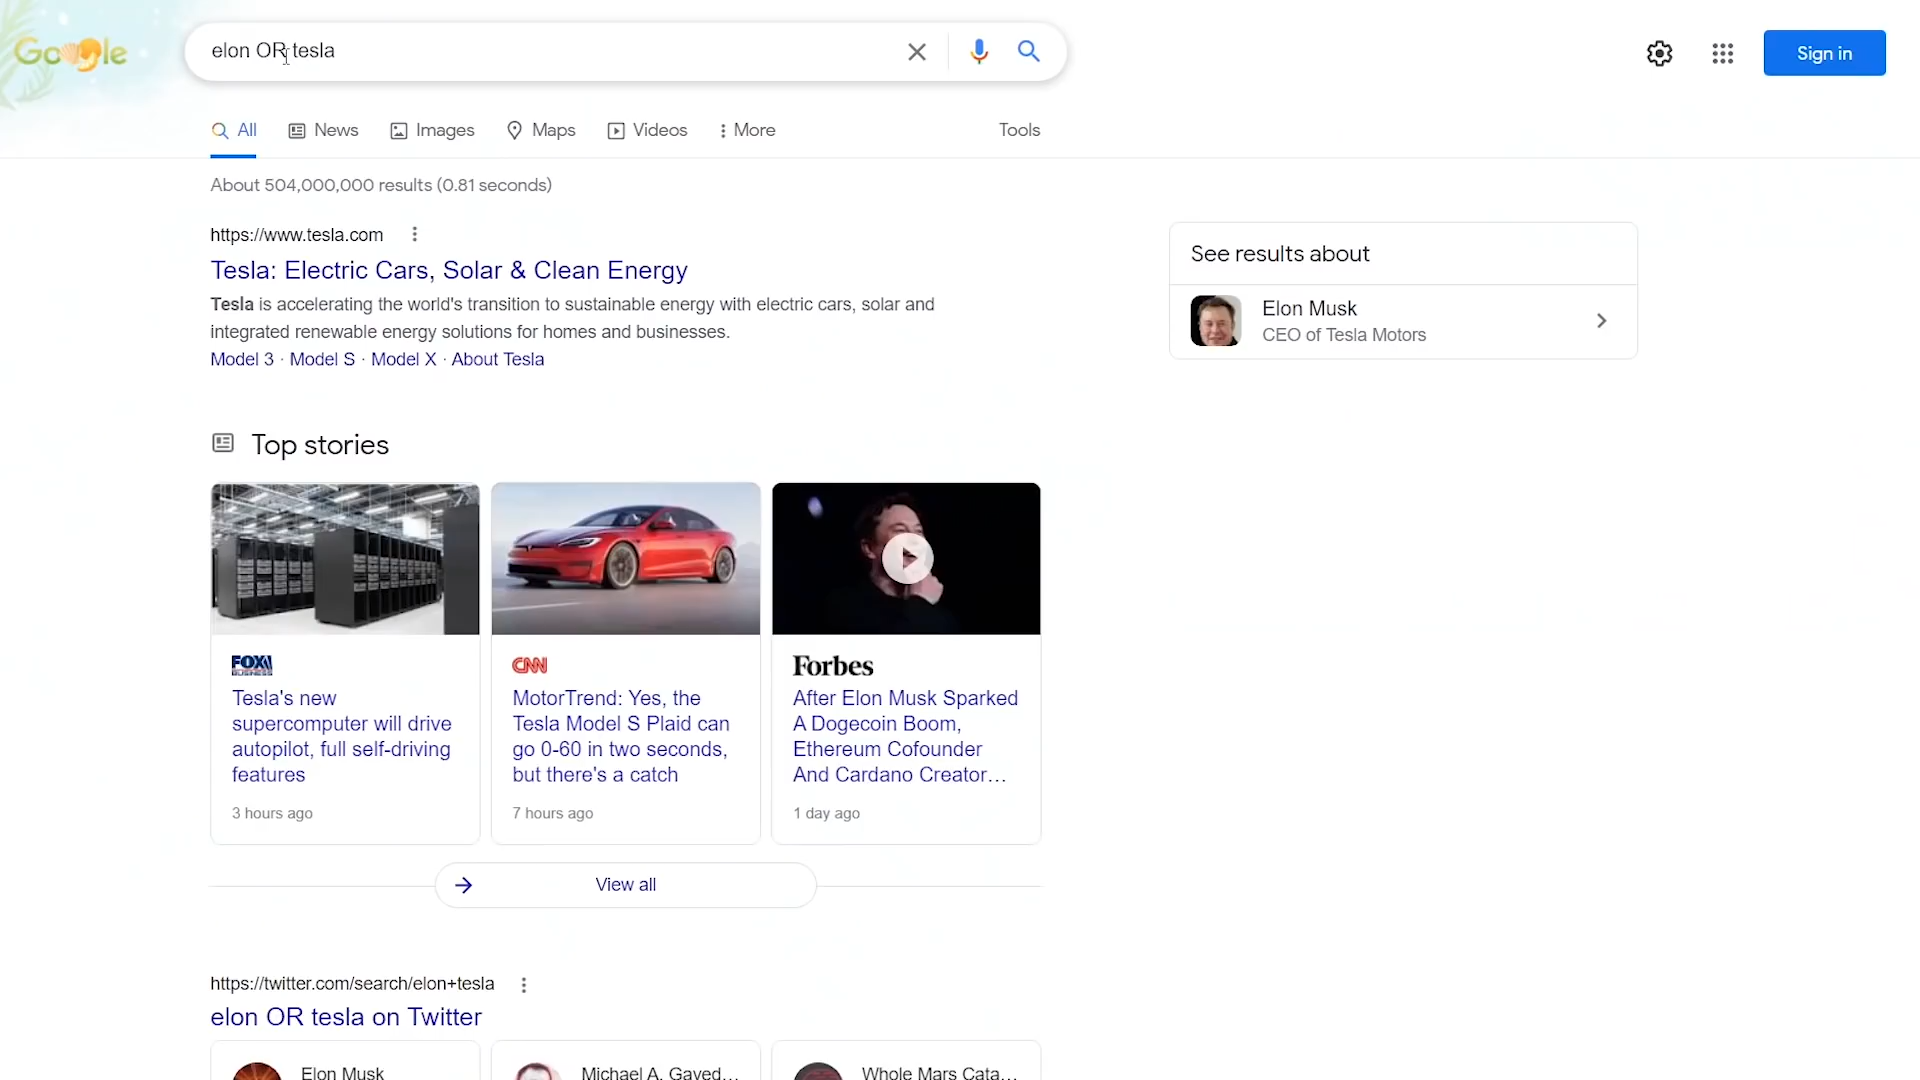 Google
elon OR tesla
Sign in
All
News
Images
Maps
Videos
More
Tools
About 504,000,000 results (0.81 seconds)
https://www.tesla.com
Tesla: Electric Cars, Solar & Clean Energy
Tesla is accelerating the world's transition to sustainable energy with electric cars, solar and
integrated renewable energy solutions for homes and businesses.
Model 3 · Model S · Model X · About Tesla
See results about
Elon Musk
CEO of Tesla Motors
Top stories
FOX
BUSINESS
Tesla's new
supercomputer will drive
autopilot, full self-driving
features
3 hours ago
CNN
MotorTrend: Yes, the
Tesla Model S Plaid can
go 0-60 in two seconds,
but there's a catch
7 hours ago
Forbes
After Elon Musk Sparked
A Dogecoin Boom,
Ethereum Cofounder
And Cardano Creator...
1 day ago
View all
https://twitter.com/search/elon+tesla
elon OR tesla on Twitter
Elon Musk
Michael A. Gayed...
Whole Mars Cata...